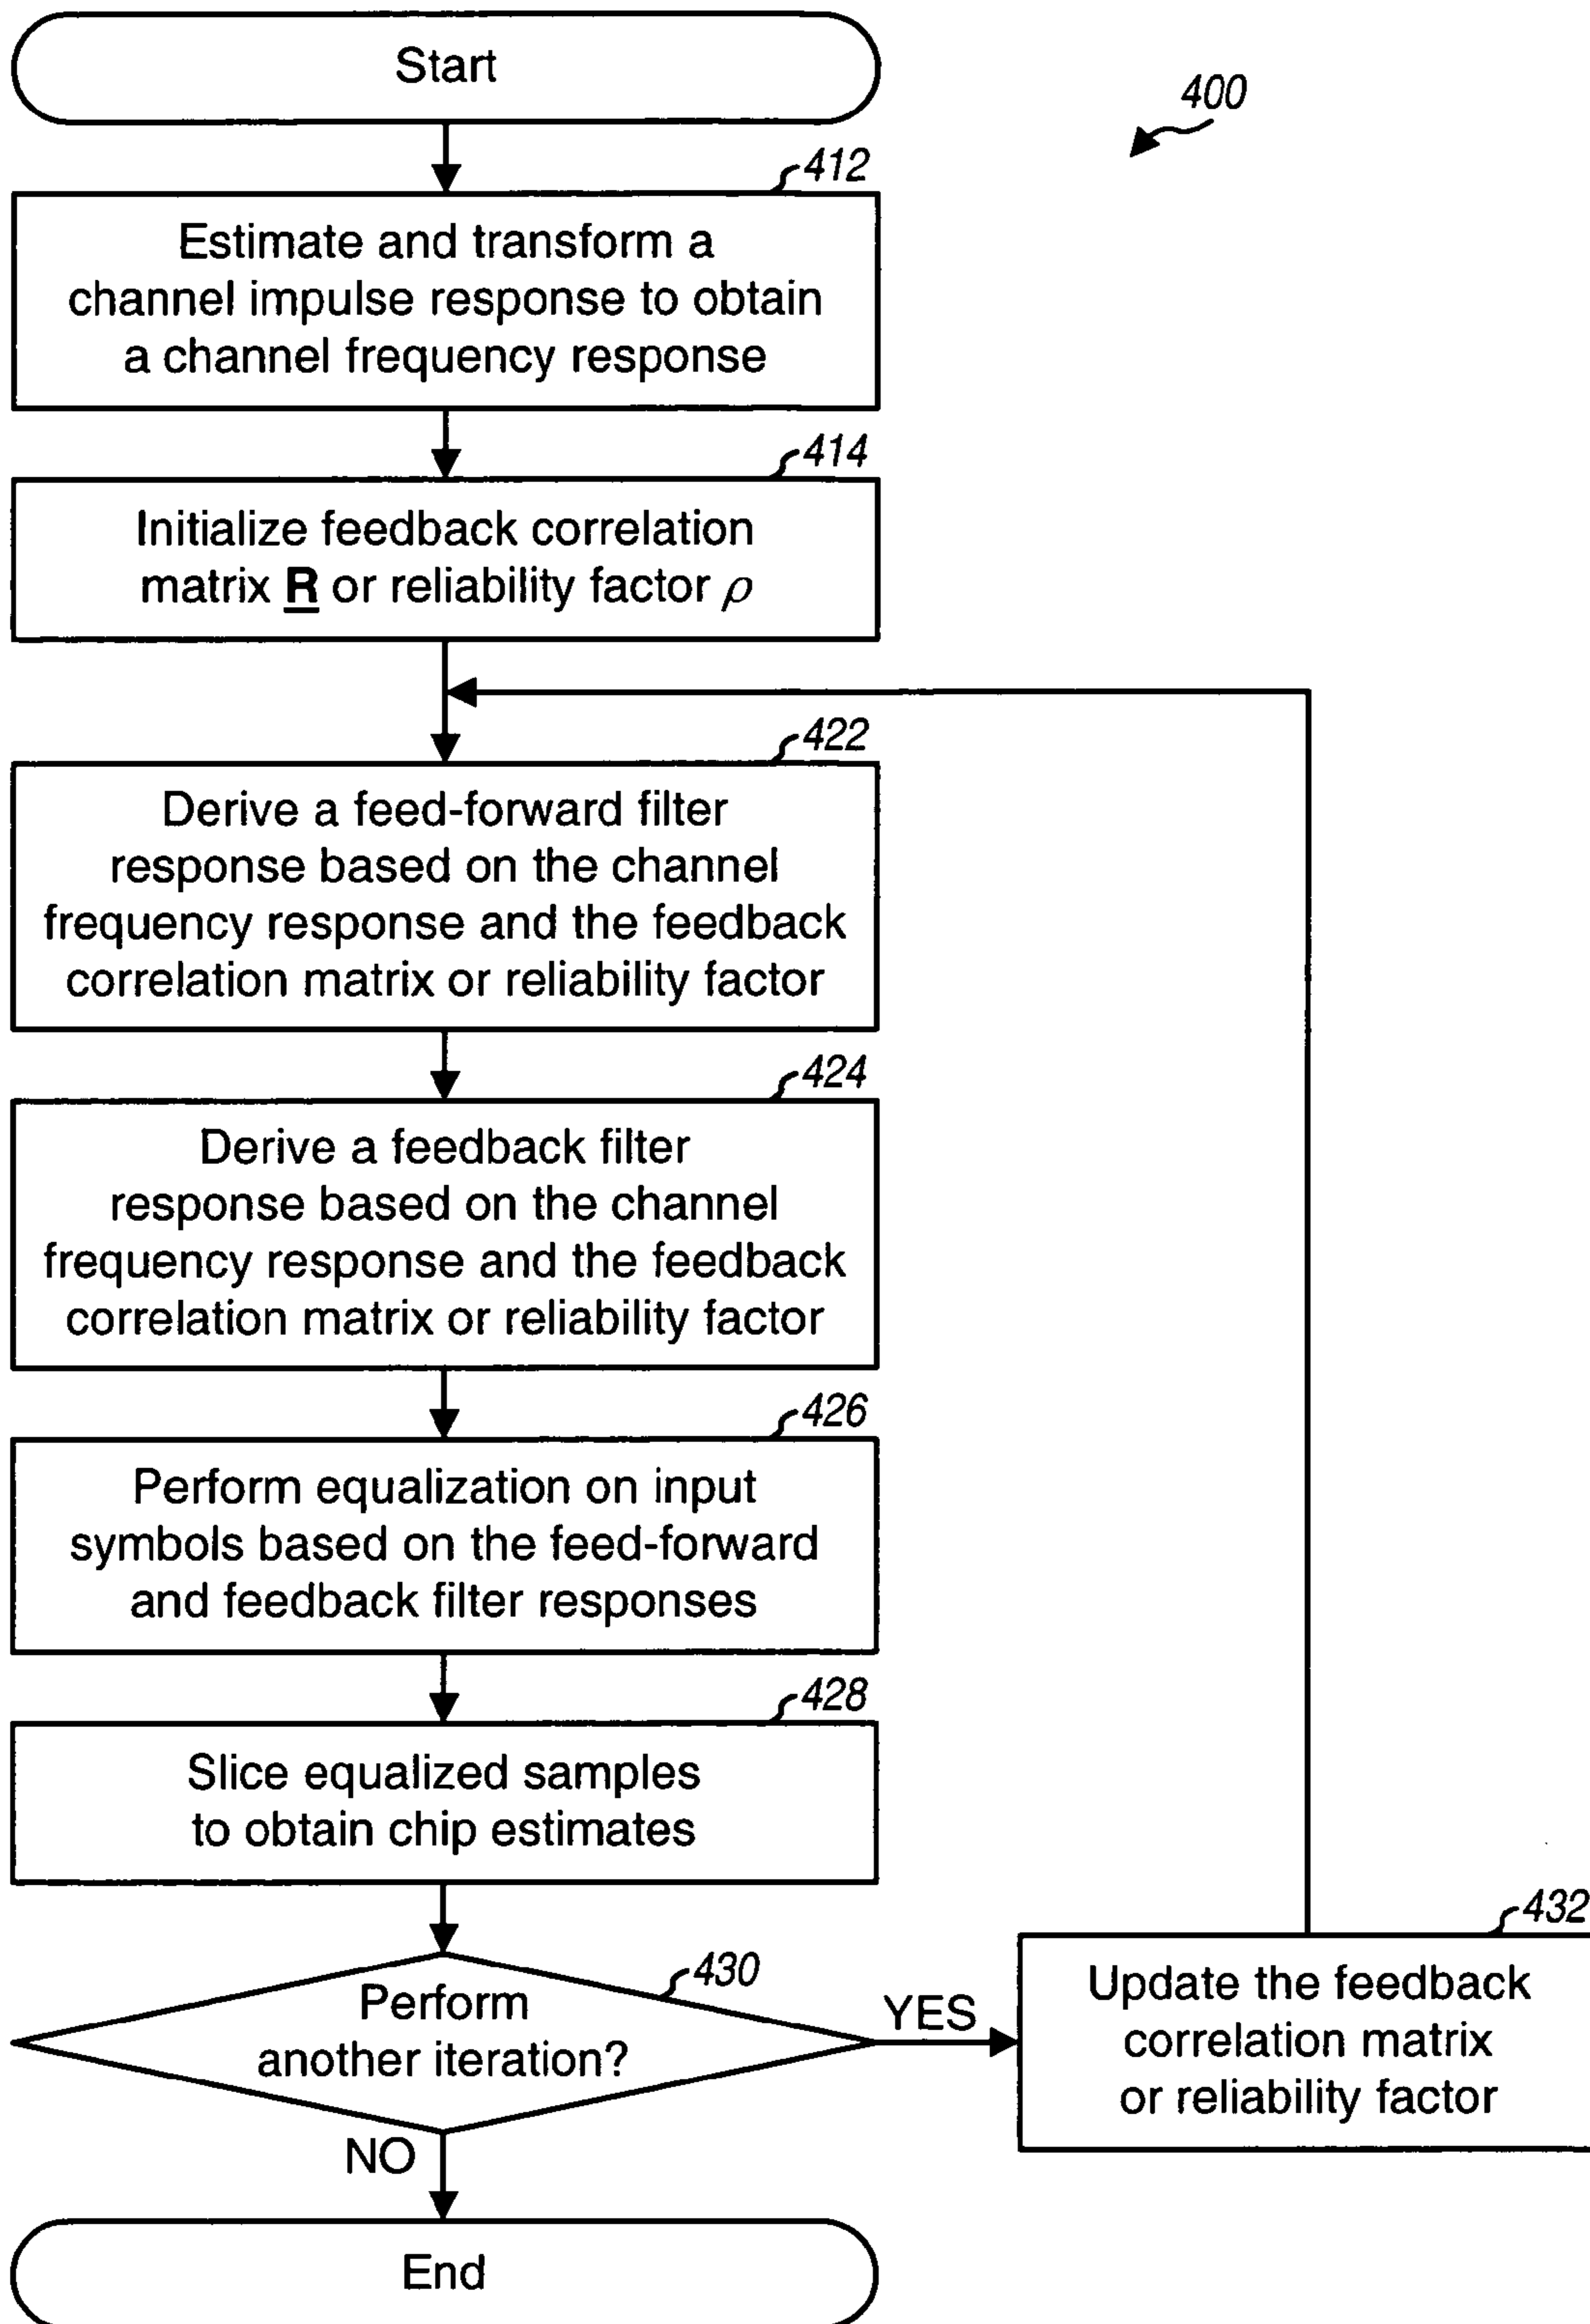 Start
400
412
Estimate and transform a
channel impulse response to obtain
a channel frequency response
414
Initialize feedback correlation
matrix R or reliability factor ρ
422
Derive a feed-forward filter
response based on the channel
frequency response and the feedback
correlation matrix or reliability factor
424
Derive a feedback filter
response based on the channel
frequency response and the feedback
correlation matrix or reliability factor
426
Perform equalization on input
symbols based on the feed-forward
and feedback filter responses
428
Slice equalized samples
to obtain chip estimates
430
Perform
another iteration?
YES
432
Update the feedback
correlation matrix
or reliability factor
NO
End